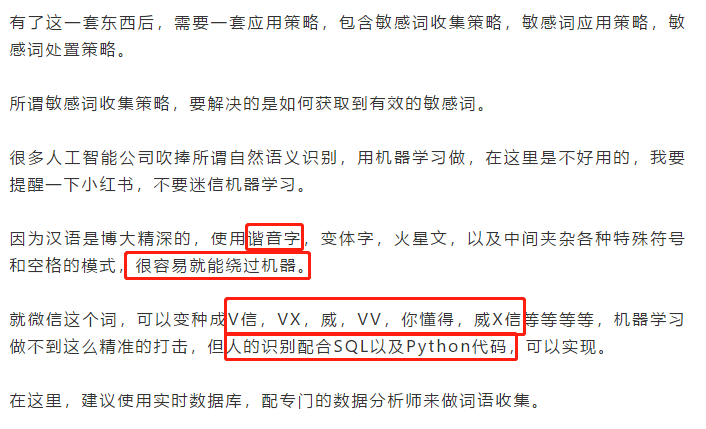 有了这一套东西后，需要一套应用策略，包含敏感词收集策略，敏感词应用策略，敏
感词处置策略。
所谓敏感词收集策略，要解决的是如何获取到有效的敏感词。
很多人工智能公司吹捧所谓自然语义识别，用机器学习做，在这里是不好用的，我要
提醒一下小红书，不要迷信机器学习。
因为汉语是博大精深的，使用谐音字，变体字，火星文，以及中间夹杂各种特殊符号
和空格的模式，很容易就能绕过机器。
就微信这个词，可以变种成V信，VX，威，VV，你懂得，威X信等等等等，机器学习
做不到这么精准的打击，但人的识别配合SQL以及Python代码，可以实现。
在这里，建议使用实时数据库，配专门的数据分析师来做词语收集。